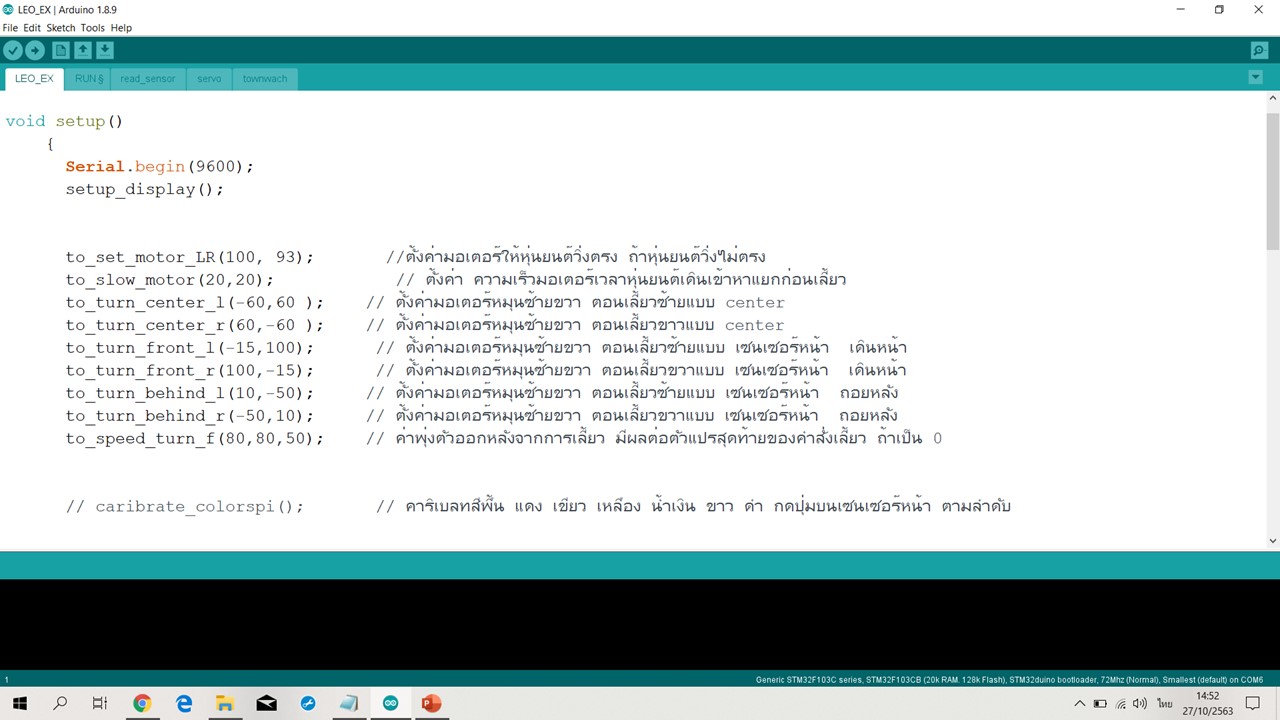 LEO_EX | Arduino 1.8.9
File Edit Sketch Tools Help
LEO_EX RUN § read_sensor servo townwach
void setup()
{
Serial.begin(9600);
setup_display();
to_set_motor_LR(100, 93); //ตั้งค่ามอเตอร์ให้หุ่นยนต์วิ่งตรง ถ้าหุ่นยนต์วิ่งไม่ตรง
to_slow_motor(20,20); // ตั้งค่า ความเร็วมอเตอร์เวลาหุ่นยนต์เดินเข้าหาแยกก่อนเลี้ยว
to_turn_center_l(-60,60 ); // ตั้งค่ามอเตอร์หมุนซ้ายขวา ตอนเลี้ยวซ้ายแบบ center
to_turn_center_r(60,-60 ); // ตั้งค่ามอเตอร์หมุนซ้ายขวา ตอนเลี้ยวขาวแบบ center
to_turn_front_l(-15,100); // ตั้งค่ามอเตอร์หมุนซ้ายขวา ตอนเลี้ยวซ้ายแบบ เซนเซอร์หน้า เดินหน้า
to_turn_front_r(100,-15); // ตั้งค่ามอเตอร์หมุนซ้ายขวา ตอนเลี้ยวขวาแบบ เซนเซอร์หน้า เดินหน้า
to_turn_behind_l(10,-50); // ตั้งค่ามอเตอร์หมุนซ้ายขวา ตอนเลี้ยวซ้ายแบบ เซนเซอร์หน้า ถอยหลัง
to_turn_behind_r(-50,10); // ตั้งค่ามอเตอร์หมุนซ้ายขวา ตอนเลี้ยวขวาแบบ เซนเซอร์หน้า ถอยหลัง
to_speed_turn_f(80,80,50); // ค่าพุ่งตัวออกหลังจากการเลี้ยว มีผลต่อตัวแปรสุดท้ายของคำสั่งเลี้ยว ถ้าเป็น 0
// caribrate_colorspi(); // คาริเบลทสีพื้น แดง เขียว เหลือง น้ำเงิน ขาว ดำ กดปุ่มบนเซนเซอร์หน้า ตามลำดับ
1 Generic STM32F103C series, STM32F103CB (20k RAM. 128k Flash), STM32duino bootloader, 72Mhz (Normal), Smallest (default) on COM6
ไทย 14:52
27/10/2563